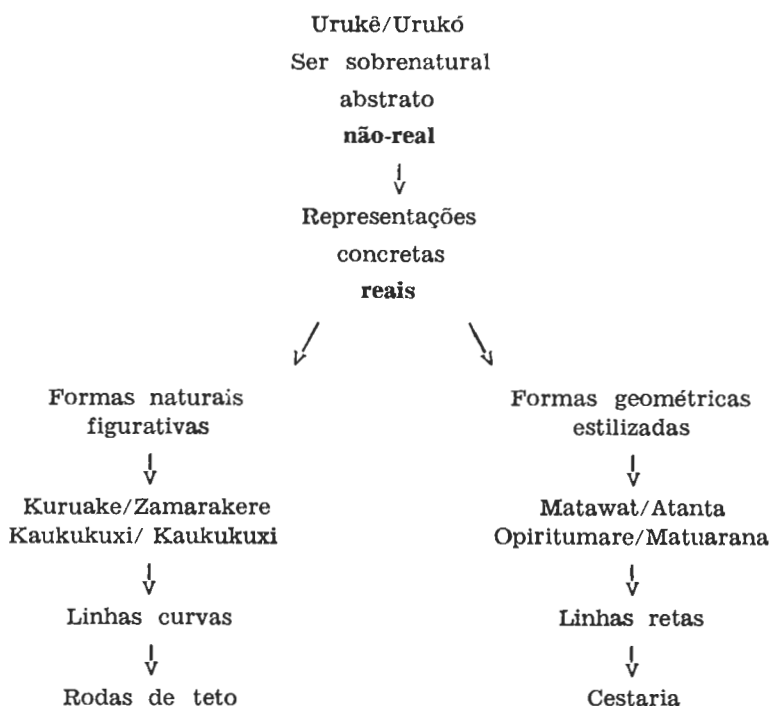 Urukê/Urukó
Ser sobrenatural
abstrato
não-real
Representações
concretas
reais
Formas naturais
figurativas
Kuruake/Zamarakere
Kaukukuxi/ Kaukukuxi
Linhas curvas
Rodas de teto
Formas geométricas
estilizadas
Matawat/Atanta
Opiritumare/Matuarana
Linhas retas
Cestaria